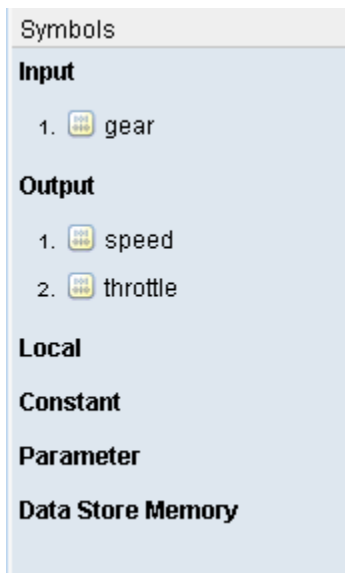 Symbols
Input
1. gear
Output
1. speed
2. throttle
Local
Constant
Parameter
Data Store Memory